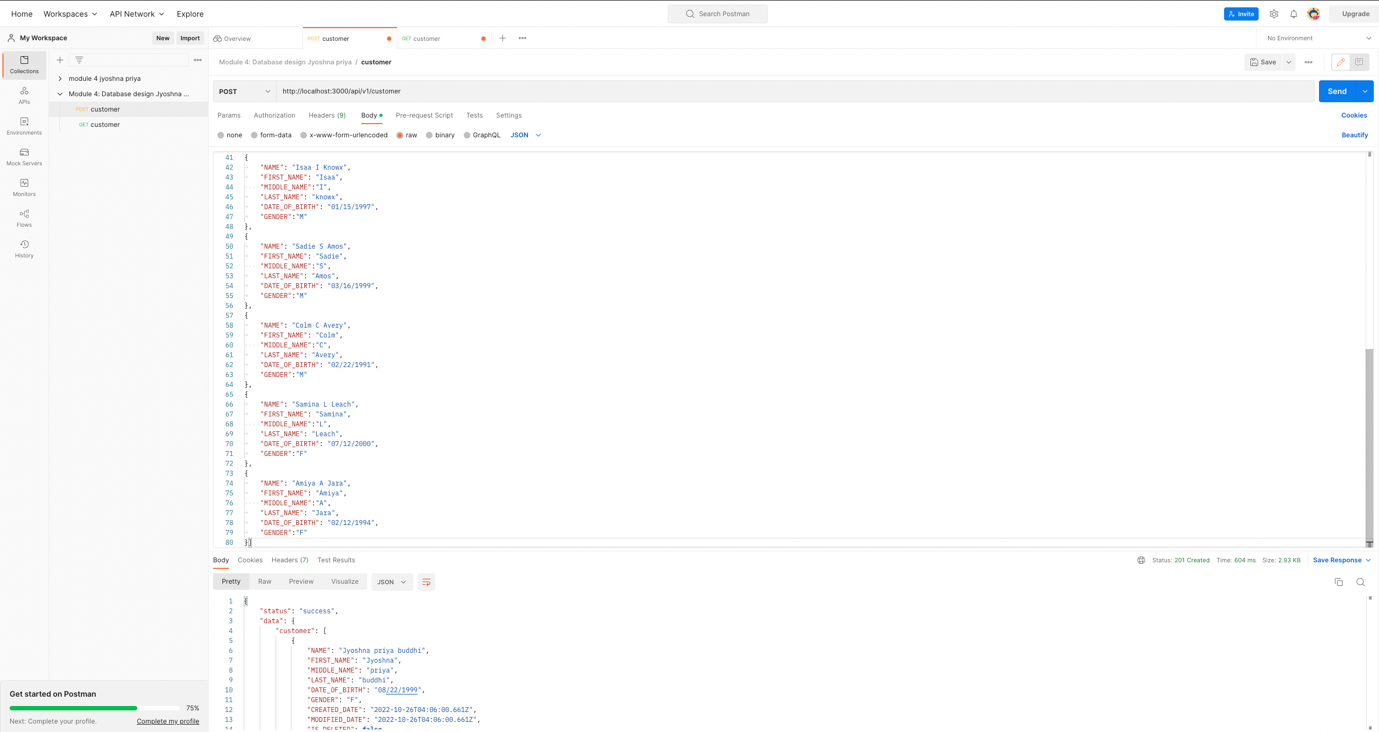 Home Workspaces API Network Explore Search Postman Invite Upgrade
My Workspace New Import Overview POST customer GET customer No Environment
Collections
APIs
Environments
Mock Servers
Monitors
Flows
History
module 4 jyoshna priya
Module 4: Database design Jyoshna ...
POST customer
GET customer
Module 4: Database design Jyoshna priya / customer Save
POST http://localhost:3000/api/v1/customer Send
Params Authorization Headers (9) Body Pre-request Script Tests Settings Cookies
none form-data x-www-form-urlencoded raw binary GraphQL JSON Beautify
41 {
42 "NAME": "Isaa I Knowx",
43 "FIRST_NAME": "Isaa",
44 "MIDDLE_NAME":"I",
45 "LAST_NAME": "knowx",
46 "DATE_OF_BIRTH": "01/15/1997",
47 "GENDER":"M"
48 },
49 {
50 "NAME": "Sadie S Amos",
51 "FIRST_NAME": "Sadie",
52 "MIDDLE_NAME":"S",
53 "LAST_NAME": "Amos",
54 "DATE_OF_BIRTH": "03/16/1999",
55 "GENDER":"M"
56 },
57 {
58 "NAME": "Colm C Avery",
59 "FIRST_NAME": "Colm",
60 "MIDDLE_NAME":"C",
61 "LAST_NAME": "Avery",
62 "DATE_OF_BIRTH": "02/22/1991",
63 "GENDER":"M"
64 },
65 {
66 "NAME": "Samina L Leach",
67 "FIRST_NAME": "Samina",
68 "MIDDLE_NAME":"L",
69 "LAST_NAME": "Leach",
70 "DATE_OF_BIRTH": "07/12/2000",
71 "GENDER":"F"
72 },
73 {
74 "NAME": "Amiya A Jara",
75 "FIRST_NAME": "Amiya",
76 "MIDDLE_NAME":"A",
77 "LAST_NAME": "Jara",
78 "DATE_OF_BIRTH": "02/12/1994",
79 "GENDER":"F"
80 }]
Body Cookies Headers (7) Test Results Status: 201 Created Time: 604 ms Size: 2.93 KB Save Response
Pretty Raw Preview Visualize JSON
1 {
2 "status": "success",
3 "data": {
4 "customer": [
5 {
6 "NAME": "Jyoshna priya buddhi",
7 "FIRST_NAME": "Jyoshna",
8 "MIDDLE_NAME": "priya",
9 "LAST_NAME": "buddhi",
10 "DATE_OF_BIRTH": "08/22/1999",
11 "GENDER": "F",
12 "CREATED_DATE": "2022-10-26T04:06:00.661Z",
13 "MODIFIED_DATE": "2022-10-26T04:06:00.661Z",
14 "IS_DELETED": false,
Get started on Postman
75%
Next: Complete your profile. Complete my profile